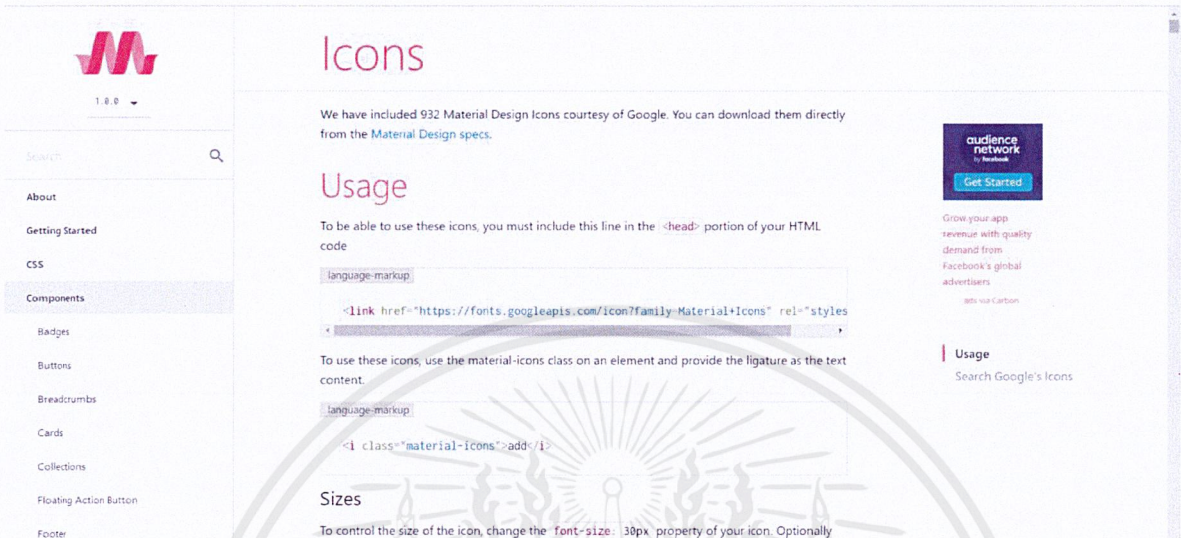 1.0.0
Search
About
Getting Started
CSS
Components
Badges
Buttons
Breadcrumbs
Cards
Collections
Floating Action Button
Footer
Icons
We have included 932 Material Design Icons courtesy of Google. You can download them directly
from the Material Design specs.
Usage
To be able to use these icons, you must include this line in the <head> portion of your HTML
code
language-markup
<link href="https://fonts.googleapis.com/icon?family=Material+Icons" rel="styles
To use these icons, use the material-icons class on an element and provide the ligature as the text
content.
language-markup
<i class="material-icons">add</i>
Sizes
To control the size of the icon, change the font-size: 30px property of your icon. Optionally
audience
network
by facebook
Get Started
Grow your app
revenue with quality
demand from
Facebook's global
advertisers
ads via Carbon
Usage
Search Google's Icons